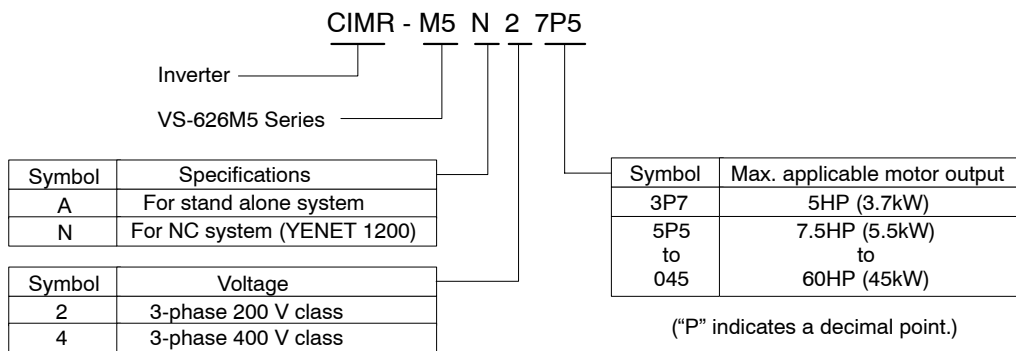 CIMR - M5 N 2 7P5
Inverter
VS-626M5 Series
Symbol Specifications
A For stand alone system
N For NC system (YENET 1200)
Symbol Voltage
2 3-phase 200 V class
4 3-phase 400 V class
Symbol Max. applicable motor output
3P7 5HP (3.7kW)
5P5 7.5HP (5.5kW)
to to
045 60HP (45kW)
(“P” indicates a decimal point.)